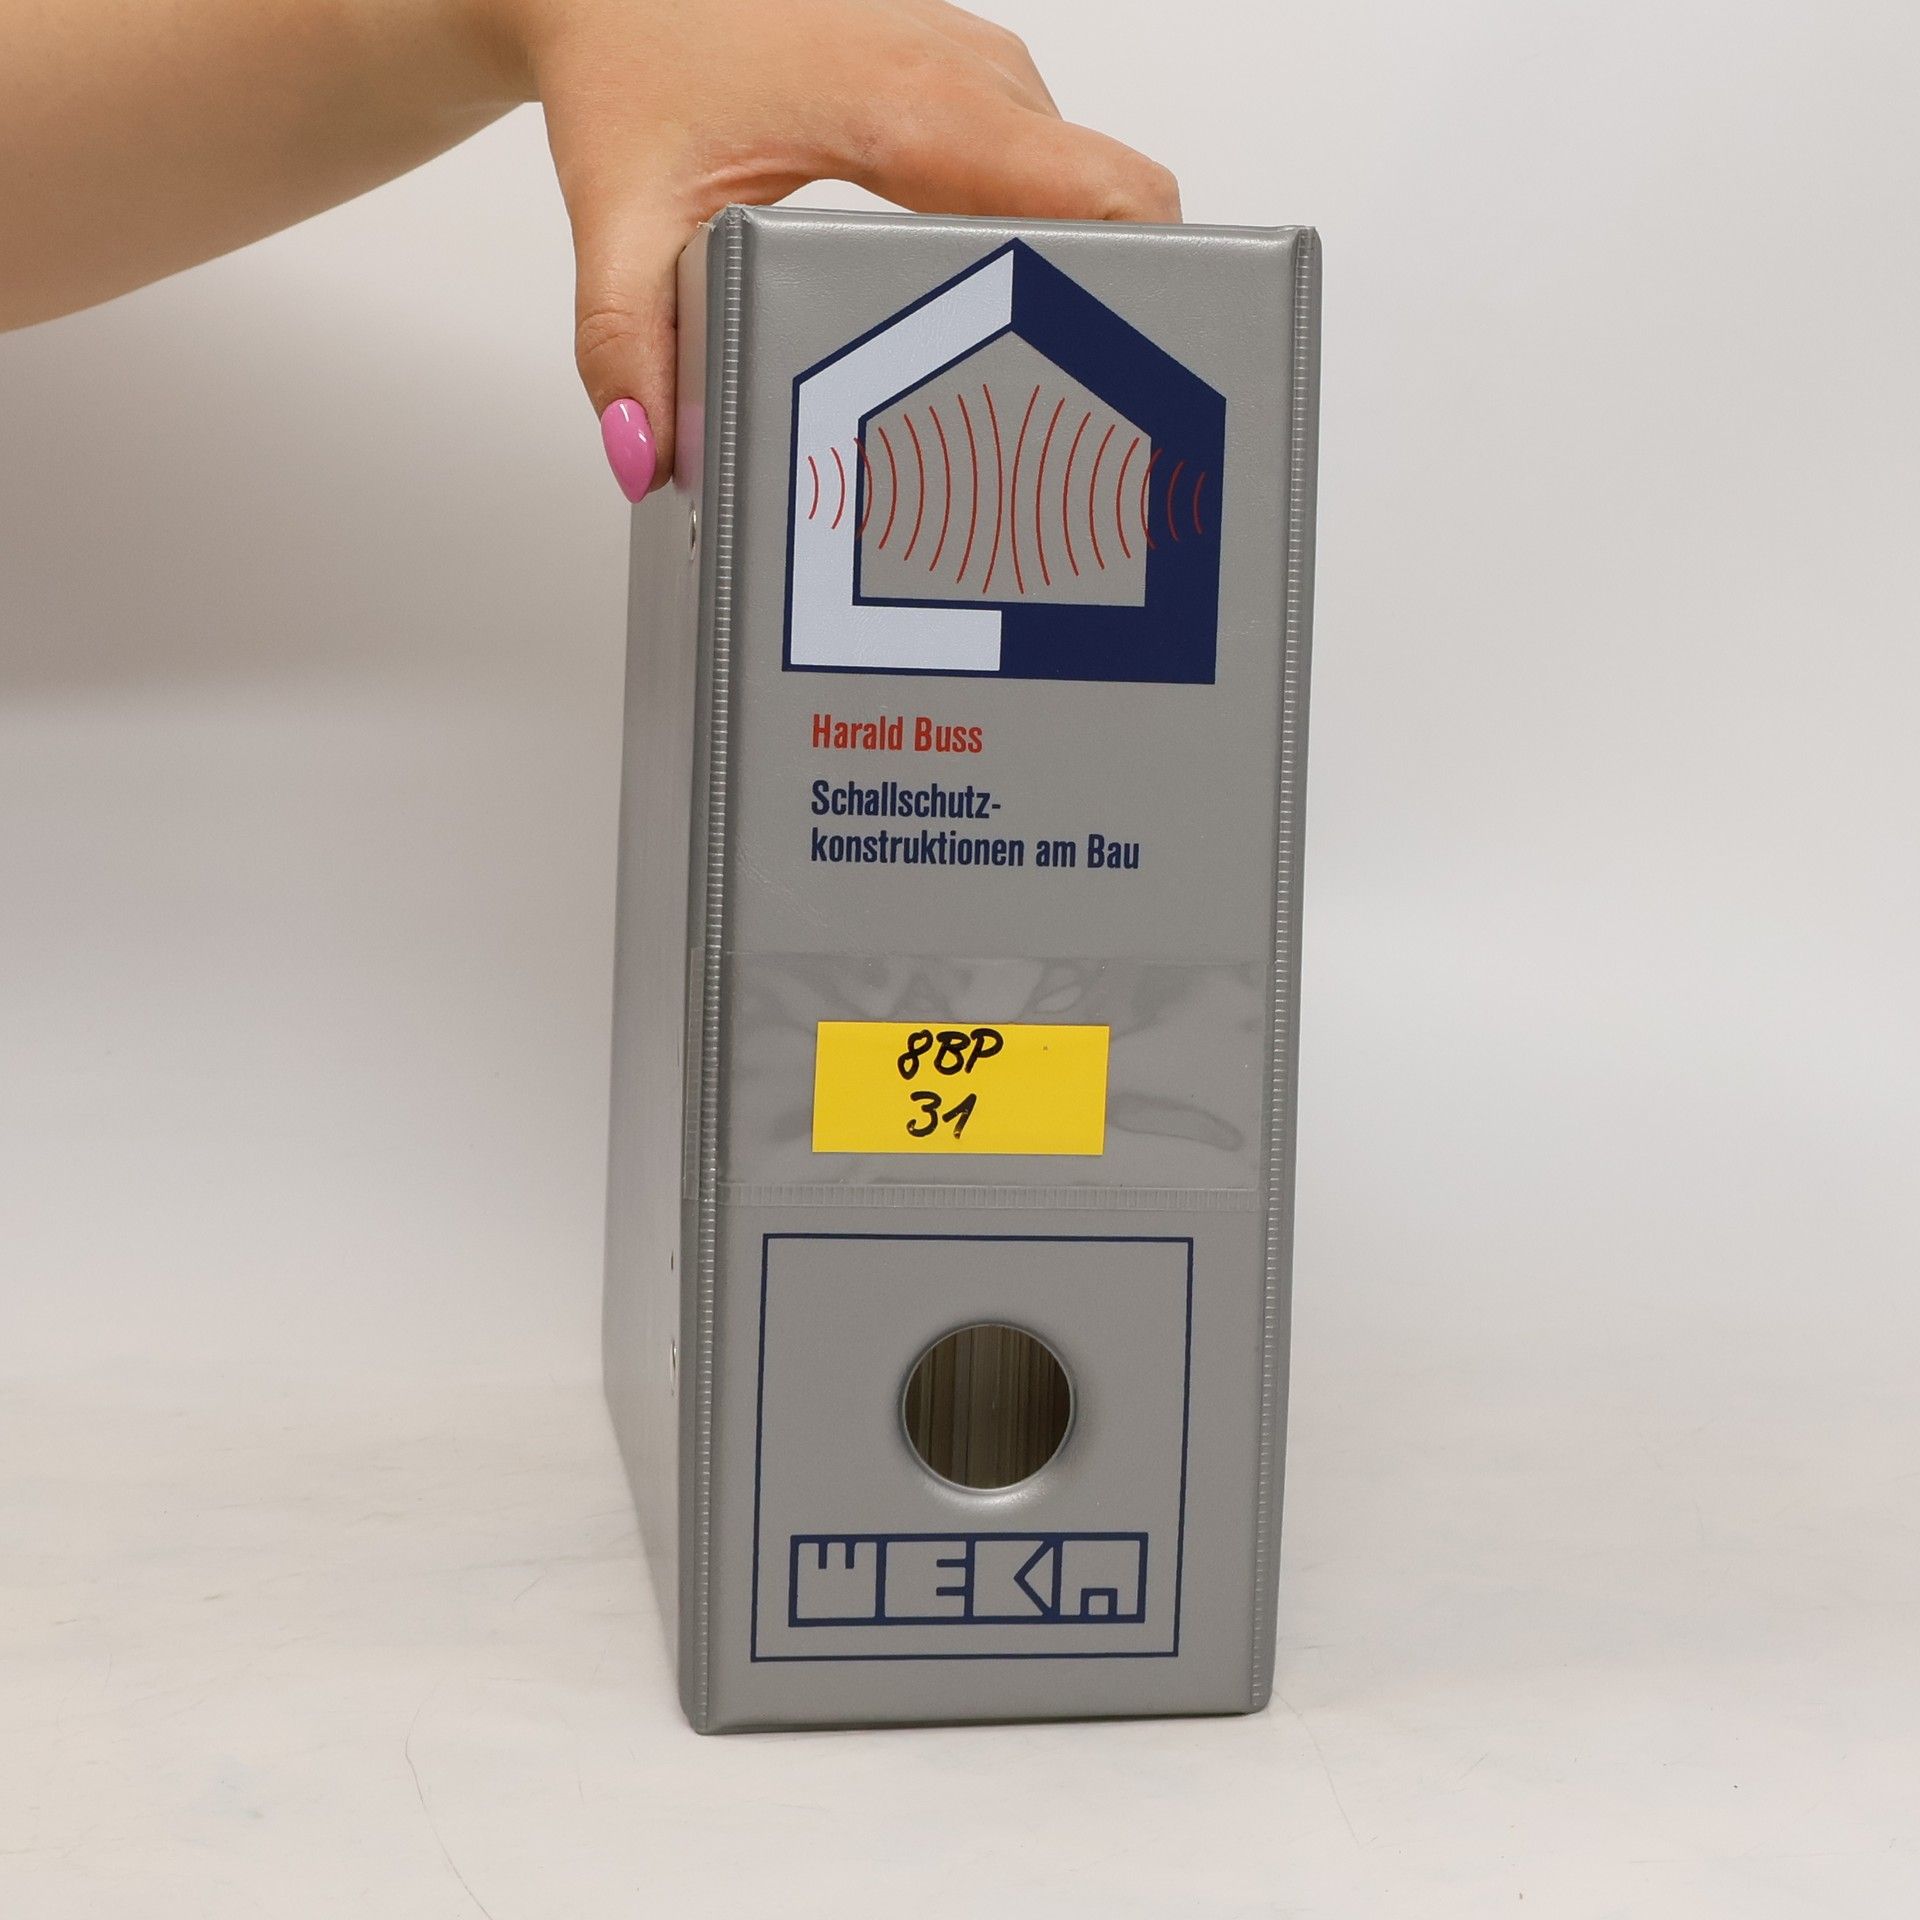 Harald Buss
Schallschutz-
konstruktionen am Bau
8BP
31
WEKA